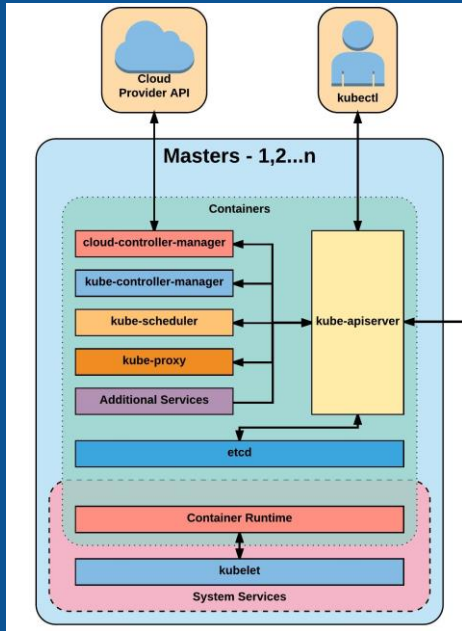 Cloud
Provider API
kubectl
Masters - 1,2...n
Containers
cloud-controller-manager
kube-controller-manager
kube-scheduler
kube-apiserver
kube-proxy
Additional Services
etcd
Container Runtime
kubelet
System Services